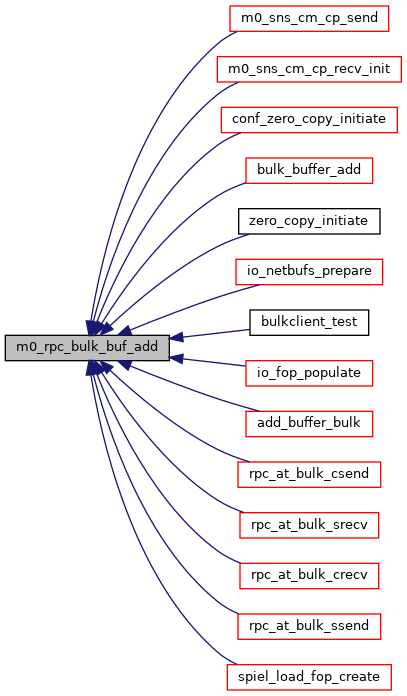 m0_sns_cm_cp_send
m0_sns_cm_cp_recv_init
conf_zero_copy_initiate
bulk_buffer_add
zero_copy_initiate
io_netbufs_prepare
bulkclient_test
m0_rpc_bulk_buf_add
io_fop_populate
add_buffer_bulk
rpc_at_bulk_csend
rpc_at_bulk_srecv
rpc_at_bulk_crecv
rpc_at_bulk_ssend
spiel_load_fop_create